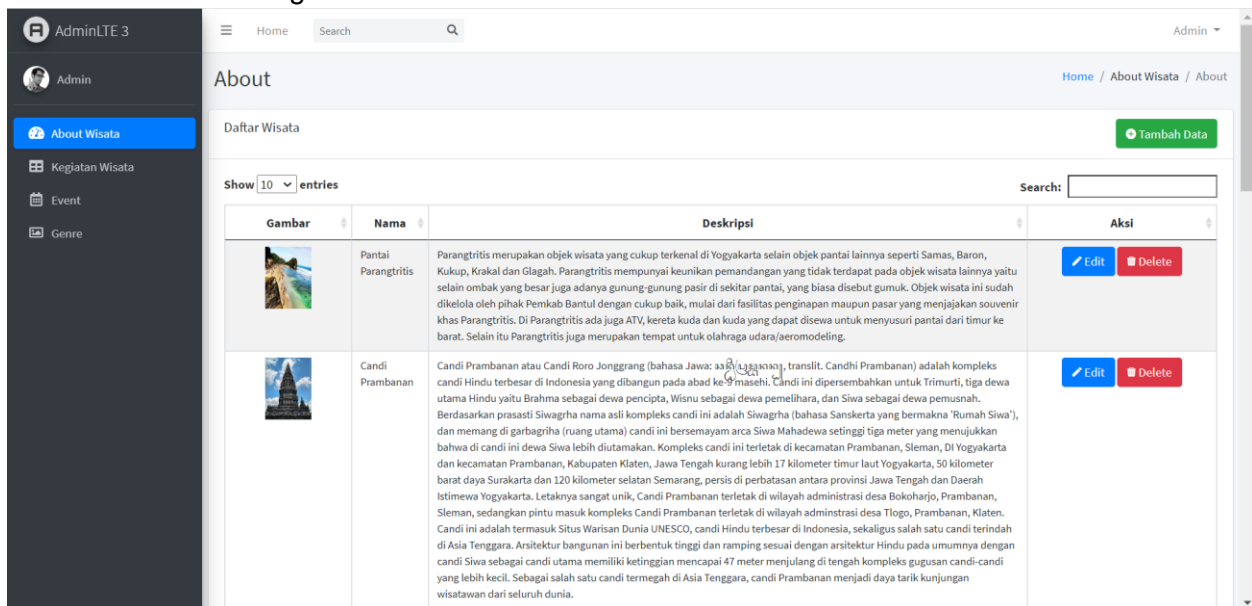 AdminLTE 3
Home
Search
Admin
Admin
About
Home / About Wisata / About
About Wisata
Kegiatan Wisata
Event
Genre
Daftar Wisata
Tambah Data
Show 10 entries
Search:
Gambar
Nama
Deskripsi
Aksi
Pantai
Parangtritis
Parangtritis merupakan objek wisata yang cukup terkenal di Yogyakarta selain objek pantai lainnya seperti Samas, Baron,
Kukup, Krakal dan Glagah. Parangtritis mempunyai keunikan pemandangan yang tidak terdapat pada objek wisata lainnya yaitu
selain ombak yang besar juga adanya gunung-gunung pasir di sekitar pantai, yang biasa disebut gumuk. Objek wisata ini sudah
dikelola oleh pihak Pemkab Bantul dengan cukup baik, mulai dari fasilitas penginapan maupun pasar yang menjajakan souvenir
khas Parangtritis. Di Parangtritis ada juga ATV, kereta kuda dan kuda yang dapat disewa untuk menyusuri pantai dari timur ke
barat. Selain itu Parangtritis juga merupakan tempat untuk olahraga udara/aeromodeling.
Edit
Delete
Candi
Prambanan
Candi Prambanan atau Candi Roro Jonggrang (bahasa Jawa: translit. Candhi Prambanan) adalah kompleks
candi Hindu terbesar di Indonesia yang dibangun pada abad ke-9 masehi. Candi ini dipersembahkan untuk Trimurti, tiga dewa
utama Hindu yaitu Brahma sebagai dewa pencipta, Wisnu sebagai dewa pemelihara, dan Siwa sebagai dewa pemusnah.
Berdasarkan prasasti Siwagrha nama asli kompleks candi ini adalah Siwagrha (bahasa Sanskerta yang bermakna 'Rumah Siwa'),
dan memang di garbagriha (ruang utama) candi ini bersemayam arca Siwa Mahadewa setinggi tiga meter yang menujukkan
bahwa di candi ini dewa Siwa lebih diutamakan. Kompleks candi ini terletak di kecamatan Prambanan, Sleman, DI Yogyakarta
dan kecamatan Prambanan, Kabupaten Klaten, Jawa Tengah kurang lebih 17 kilometer timur laut Yogyakarta, 50 kilometer
barat daya Surakarta dan 120 kilometer selatan Semarang, persis di perbatasan antara provinsi Jawa Tengah dan Daerah
Istimewa Yogyakarta. Letaknya sangat unik, Candi Prambanan terletak di wilayah administrasi desa Bokoharjo, Prambanan,
Sleman, sedangkan pintu masuk kompleks Candi Prambanan terletak di wilayah adminstrasi desa Tlogo, Prambanan, Klaten.
Candi ini adalah termasuk Situs Warisan Dunia UNESCO, candi Hindu terbesar di Indonesia, sekaligus salah satu candi terindah
di Asia Tenggara. Arsitektur bangunan ini berbentuk tinggi dan ramping sesuai dengan arsitektur Hindu pada umumnya dengan
candi Siwa sebagai candi utama memiliki ketinggian mencapai 47 meter menjulang di tengah kompleks gugusan candi-candi
yang lebih kecil. Sebagai salah satu candi termegah di Asia Tenggara, candi Prambanan menjadi daya tarik kunjungan
wisatawan dari seluruh dunia.
Edit
Delete